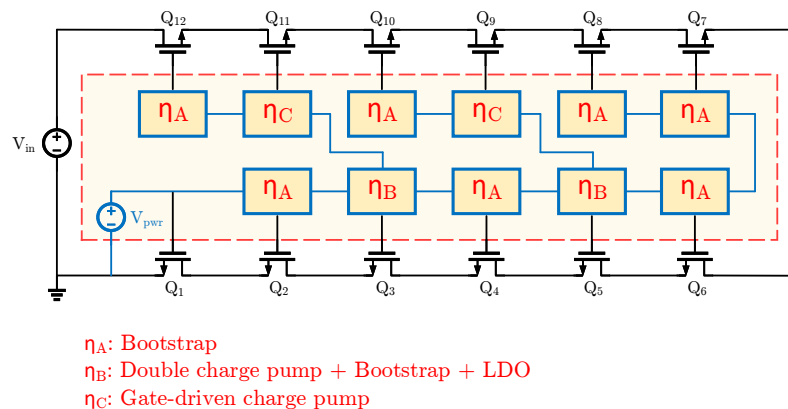 Q12 Q11 Q10 Q9 Q8 Q7
ηA ηC ηA ηC ηA ηA
Vin
ηA ηB ηA ηB ηA
Vpwr
Q1 Q2 Q3 Q4 Q5 Q6
ηA: Bootstrap
ηB: Double charge pump + Bootstrap + LDO
ηC: Gate-driven charge pump